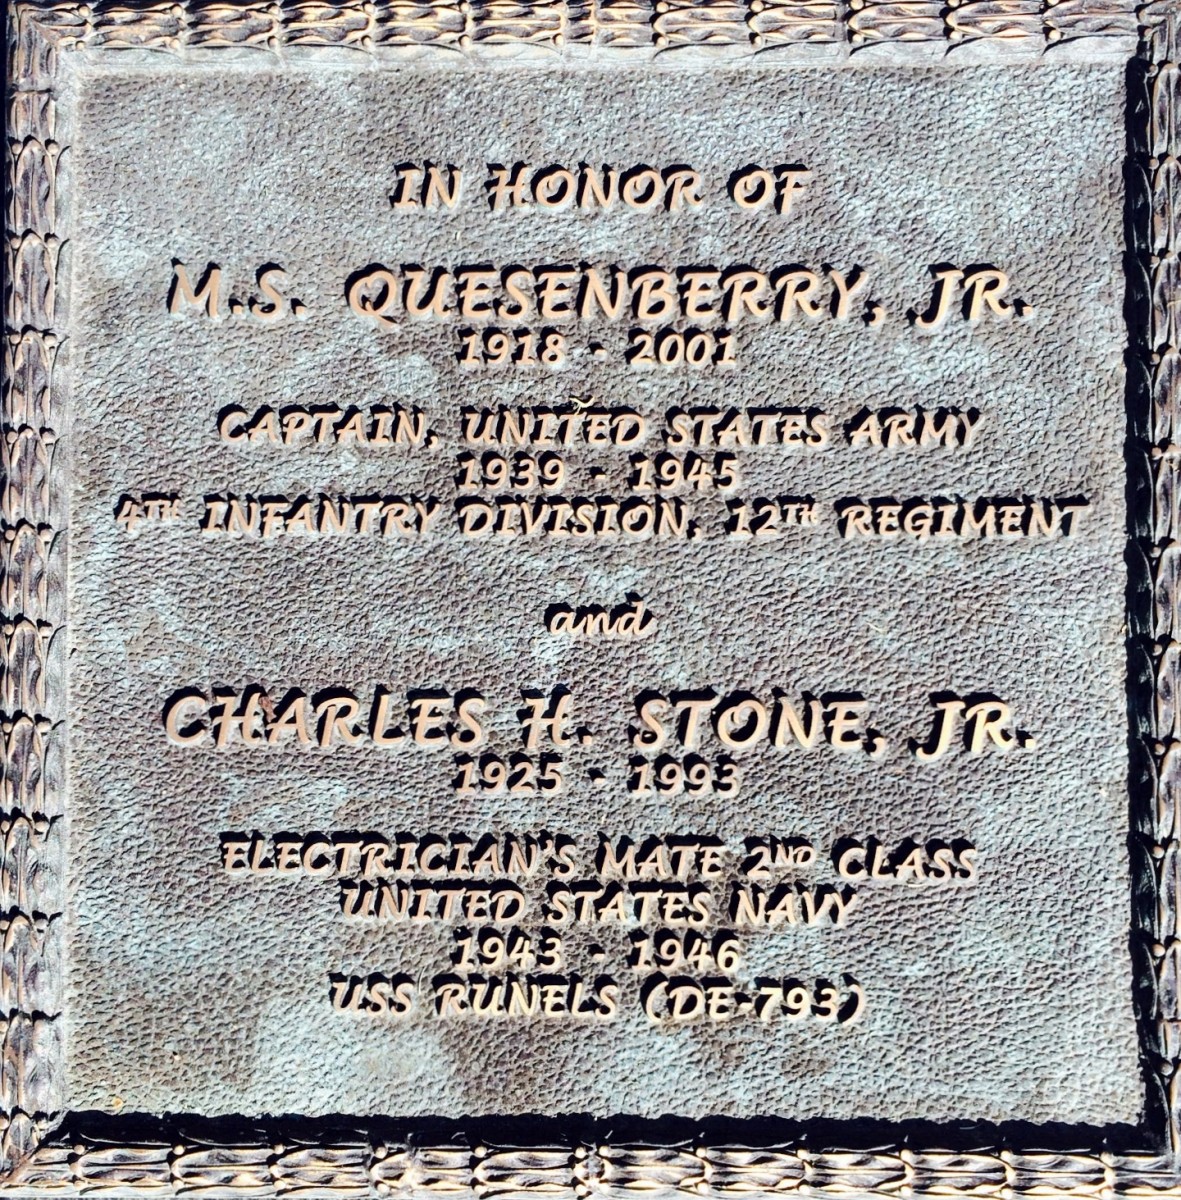 IN HONOR OF
M.S. QUESENBERRY, JR.
1918 - 2001
CAPTAIN, UNITED STATES ARMY
1939 - 1945
4TH INFANTRY DIVISION, 12TH REGIMENT
and
CHARLES H. STONE, JR.
1925 - 1993
ELECTRICIAN'S MATE 2ND CLASS
UNITED STATES NAVY
1943 - 1946
USS RUNELS (DE-793)